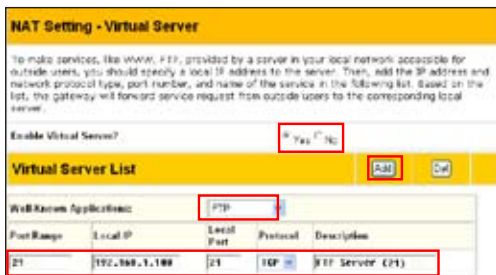 NAT Setting - Virtual Server
To make services, like WWW, FTP, provided by a server in your local network accessible for
outside users, you should specify a local IP address to the server. Then, add the IP address and
network protocol type, port number, and name of the service in the following list. Based on the
list, the gateway will forward service request from outside users to the corresponding local
server.
Enable Virtual Server? Yes No
Virtual Server List Add Del
Well-Known Applications: FTP
Port Range Local IP Local Port Protocol Description
21 192.168.1.100 21 TCP FTP Server (21)